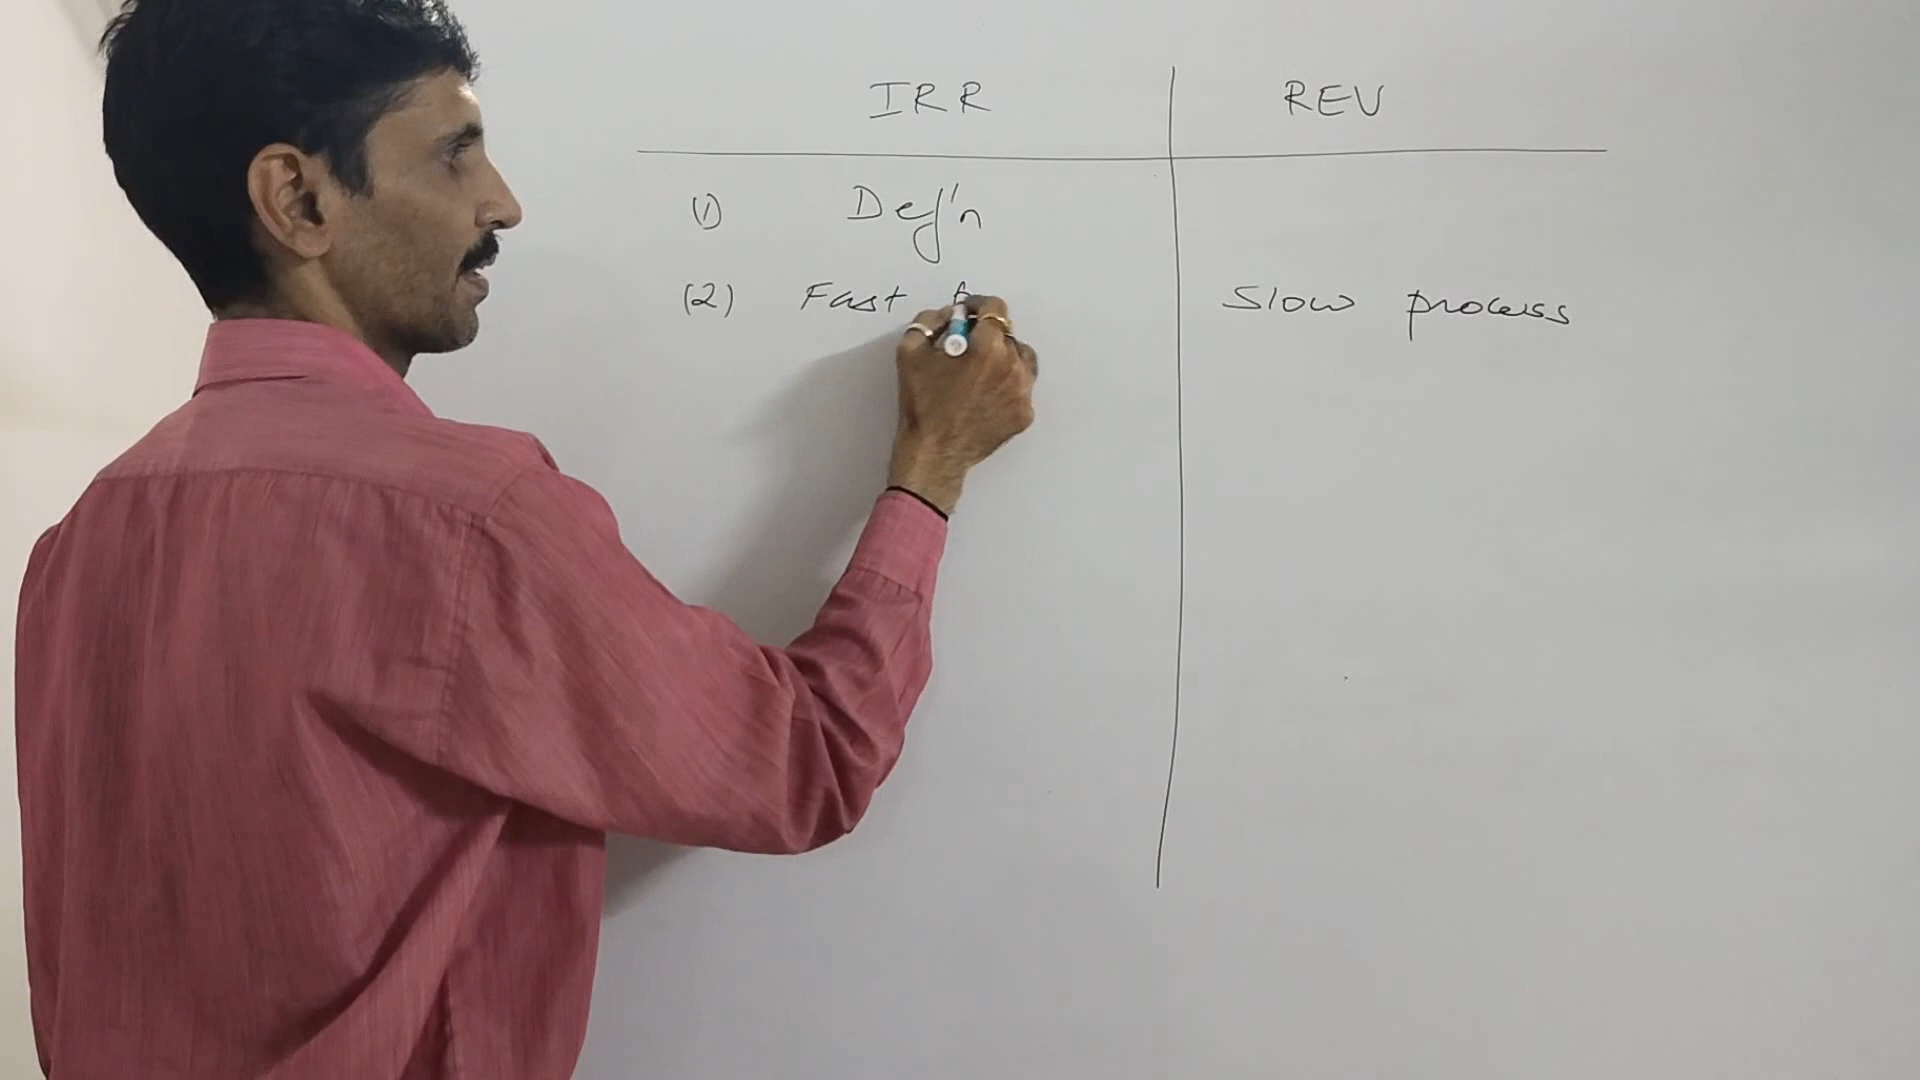 IRR REV
(1) Def'n
(2) Fast Slow process